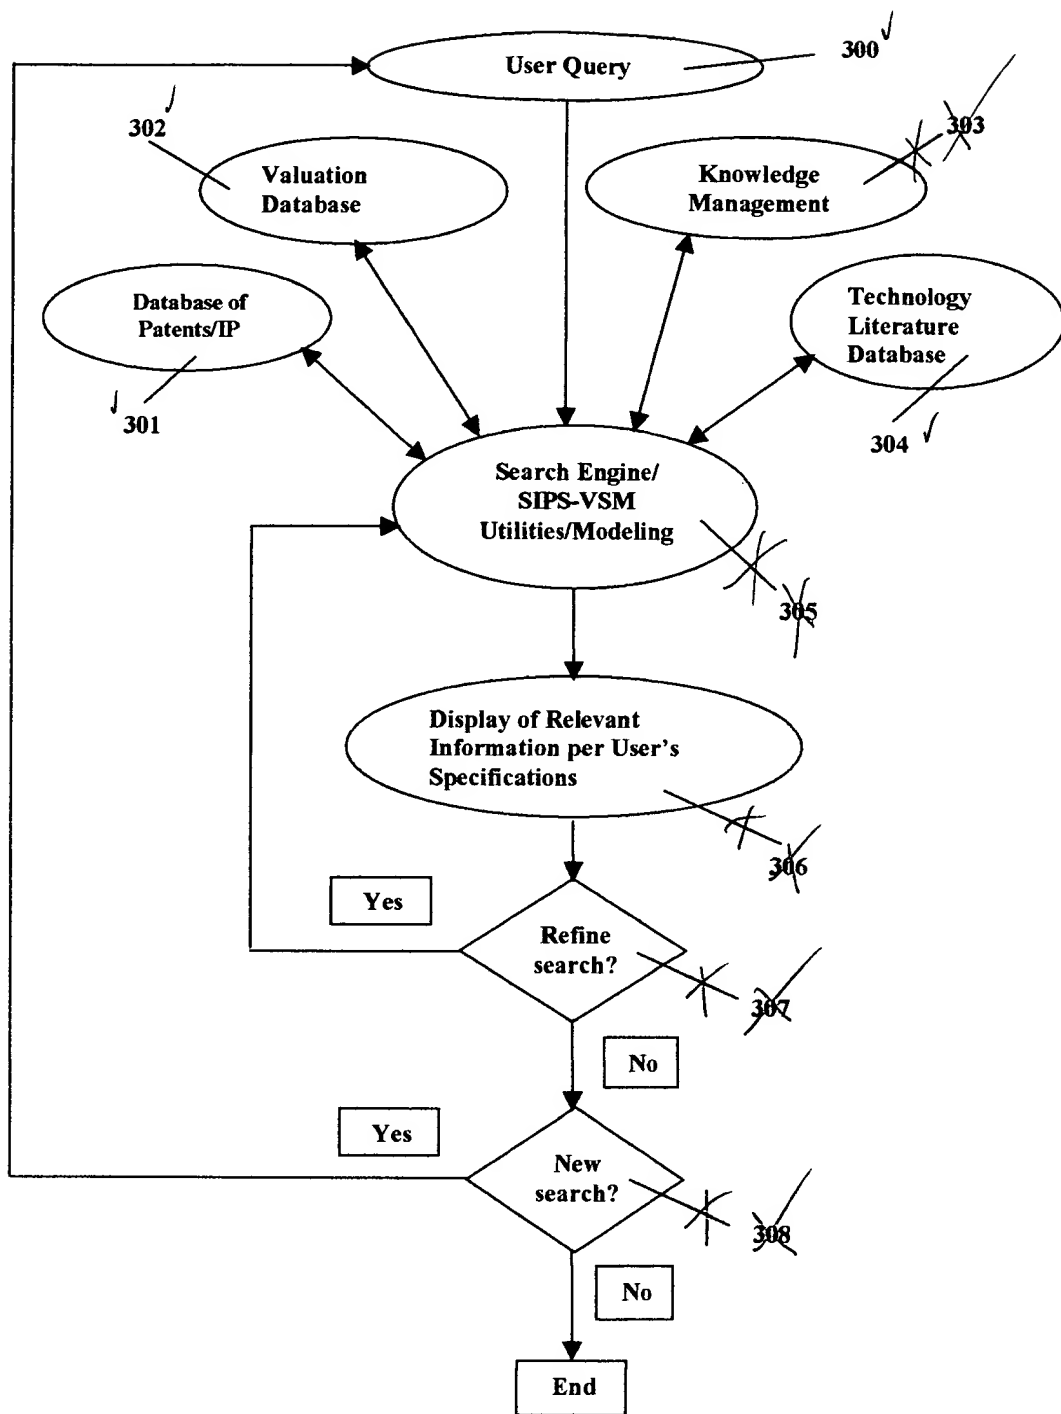 User Query
300
302
303
Valuation
Database
Knowledge
Management
Database of
Patents/IP
Technology
Literature
Database
301
304
Search Engine/
SIPS-VSM
Utilities/Modeling
305
Display of Relevant
Information per User's
Specifications
306
Yes
Refine
search?
307
No
Yes
New
search?
308
No
End